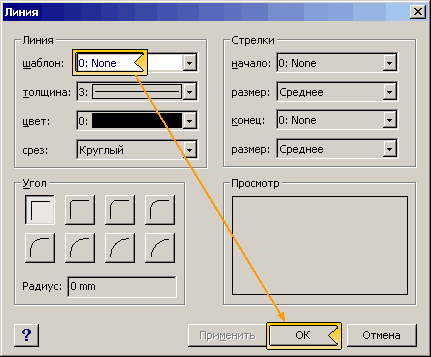 Линия
Линия
шаблон: 0: None
толщина: 3:
цвет: 0:
срез: Круглый
Стрелки
начало: 0: None
размер: Среднее
конец: 0: None
размер: Среднее
Угол
Радиус: 0 mm
Просмотр
? Применить OK Отмена